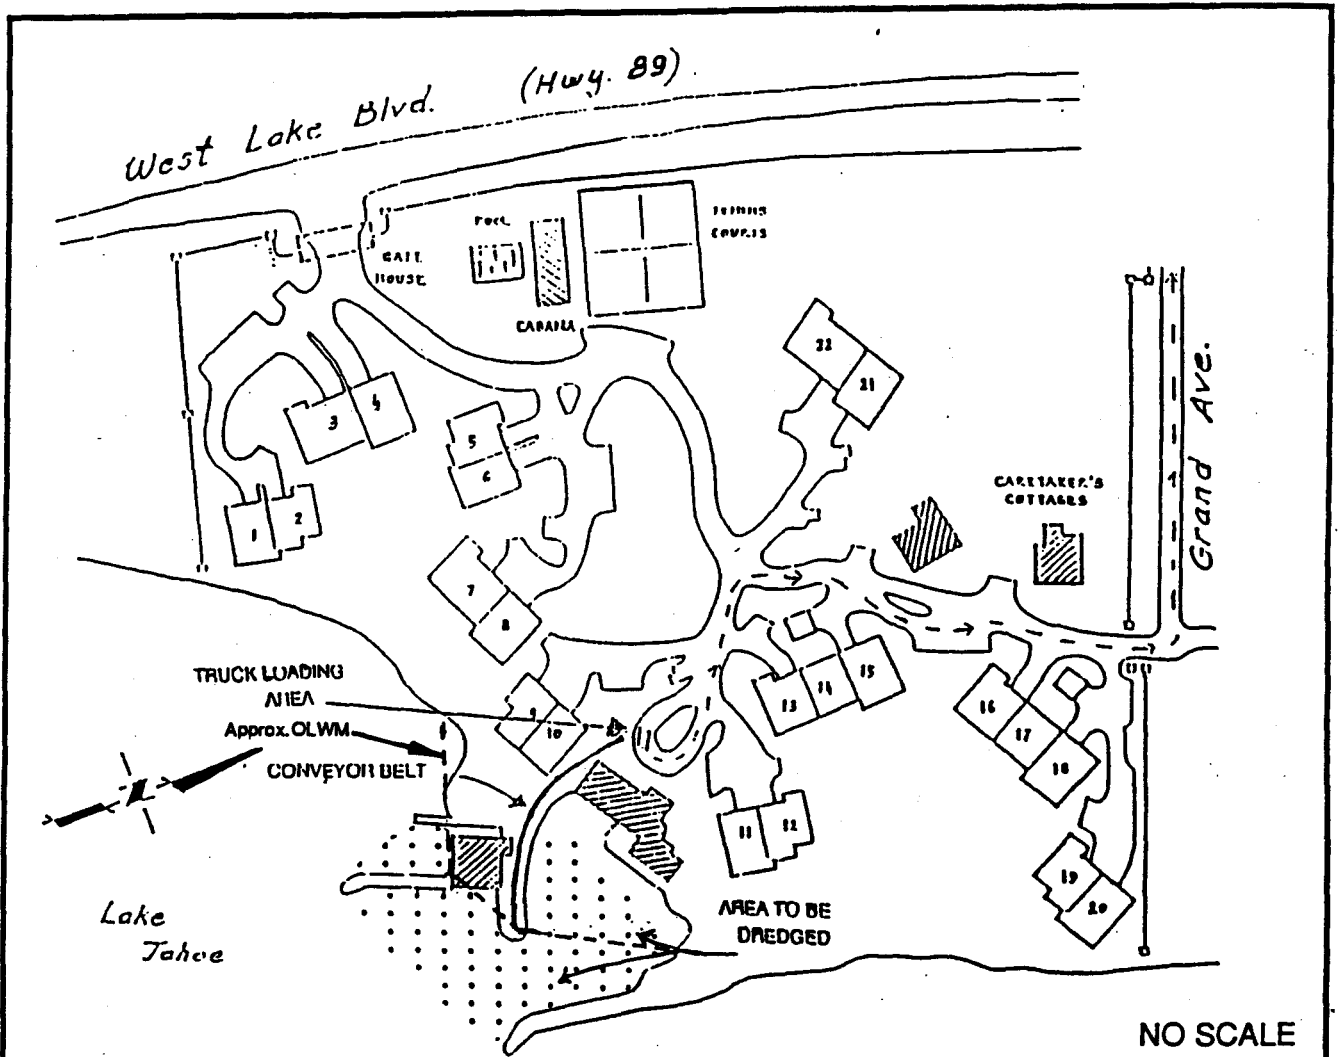 West Lake Blvd. (Hwy. 89)
POOL
TENNIS
COURTS
GATE
HOUSE
CABANA
22
21
4
3
5
6
2
1
CARETAKER'S
COTTAGES
Grand Ave.
7
8
TRUCK LOADING
AREA
9
10
15
14
13
16
17
18
Approx. OLWM
CONVEYOR BELT
11
12
19
20
AREA TO BE
DREDGED
Lake
Tahoe
NO SCALE